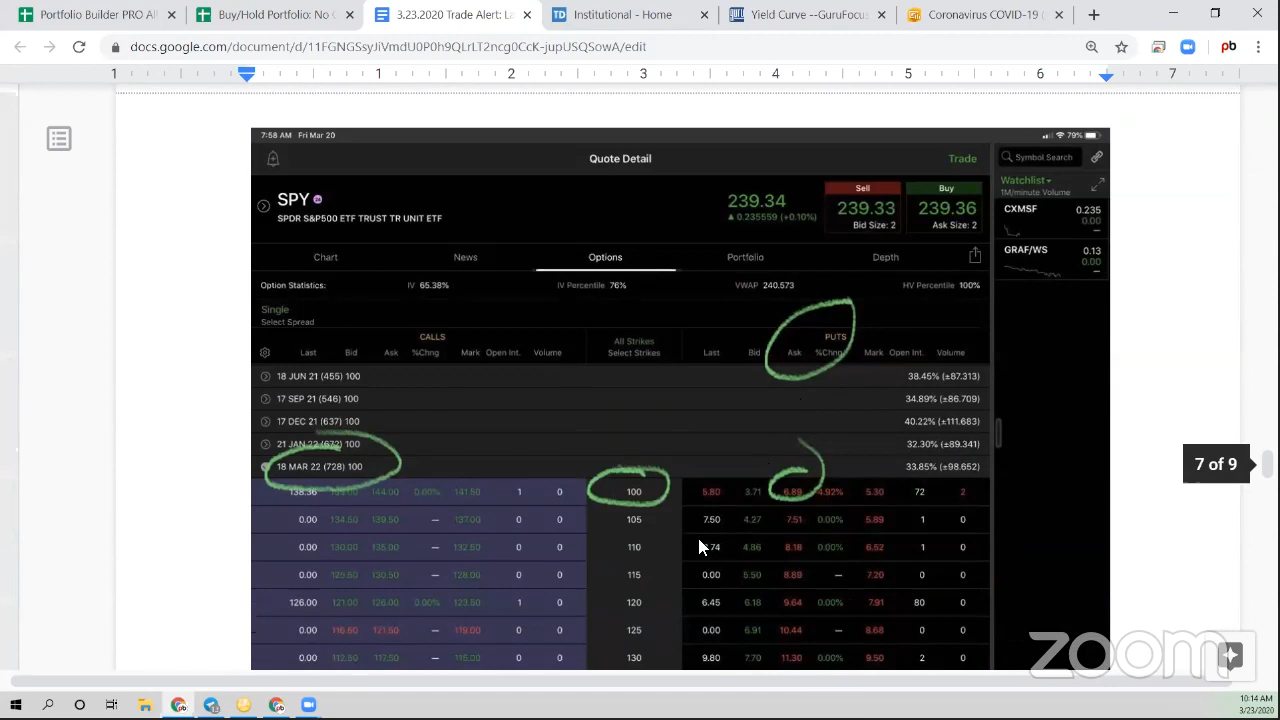 Portfolio Builder PRO Al
Buy/Hold Portfolio: No C
3.23.2020 Trade Alert: Lo
Institutional - Home
Yield Curve - GuruFocus
Coronavirus COVID-19 (
docs.google.com/document/d/11FGNGSsyJiVmdU0P0h9QLrLT2ncg0CcK-jupUSQSowA/edit
1 1 2 3 4 5 6 7
7:58 AM Fri Mar 20 79%
Quote Detail Trade Symbol Search
Watchlist
1M/minute Volume
SPY
SPDR S&P500 ETF TRUST TR UNIT ETF
239.34
0.235559 (+0.10%)
Sell
239.33
Bid Size: 2
Buy
239.36
Ask Size: 2
CXMSF 0.235
0.00
GRAF/WS 0.13
0.00
Chart News Options Portfolio Depth
Option Statistics: IV 65.38% IV Percentile 76% VWAP 240.573 HV Percentile 100%
Single
Select Spread
CALLS All Strikes PUTS
Last Bid Ask %Chng Mark Open Int. Volume Select Strikes Last Bid Ask %Chng Mark Open Int. Volume
18 JUN 21 (455) 100 38.45% (±87.313)
17 SEP 21 (546) 100 34.89% (±86.709)
17 DEC 21 (637) 100 40.22% (±111.683)
21 JAN 22 (672) 100 32.30% (±89.341)
18 MAR 22 (728) 100 33.85% (±98.652)
138.36 144.00 0.00% 141.50 1 0 100 5.80 3.71 6.89 4.92% 5.30 72 2
0.00 134.50 139.50 — 137.00 0 0 105 7.50 4.27 7.51 0.00% 5.89 1 0
0.00 130.00 135.00 — 132.50 0 0 110 .74 4.86 8.18 0.00% 6.52 1 0
0.00 125.50 130.50 — 128.00 0 0 115 0.00 5.50 8.89 — 7.20 0 0
126.00 121.00 126.00 0.00% 123.50 1 0 120 6.45 6.18 9.64 0.00% 7.91 80 0
0.00 116.50 121.50 — 119.00 0 0 125 0.00 6.91 10.44 — 8.68 0 0
0.00 112.50 117.50 — 115.00 0 0 130 9.80 7.70 11.30 0.00% 9.50 2 0
7 of 9
zoom
10:14 AM
3/23/2020